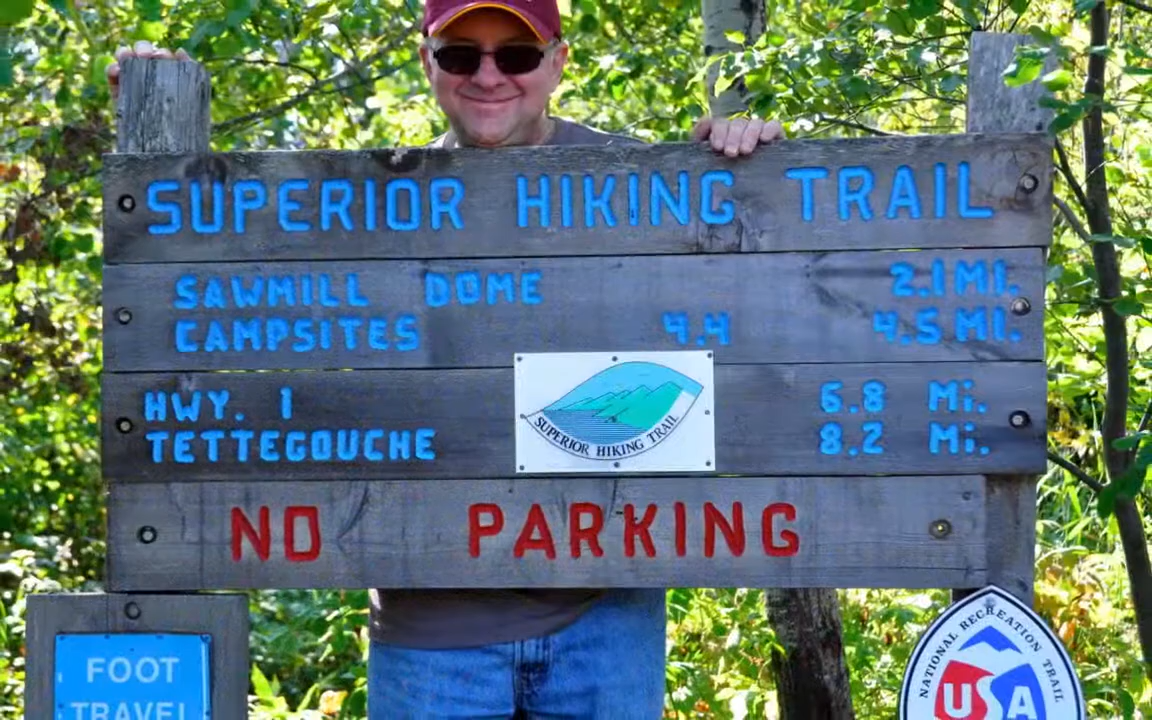 SUPERIOR HIKING TRAIL
SAWMILL DOME 2.1 MI.
CAMPSITES 4.4 4.5 MI.
HWY. 1 6.8 Mi.
TETTEGOUCHE 8.2 Mi.
SUPERIOR HIKING TRAIL
NO PARKING
FOOT
TRAVEL
NATIONAL RECREATION TRAIL
USA